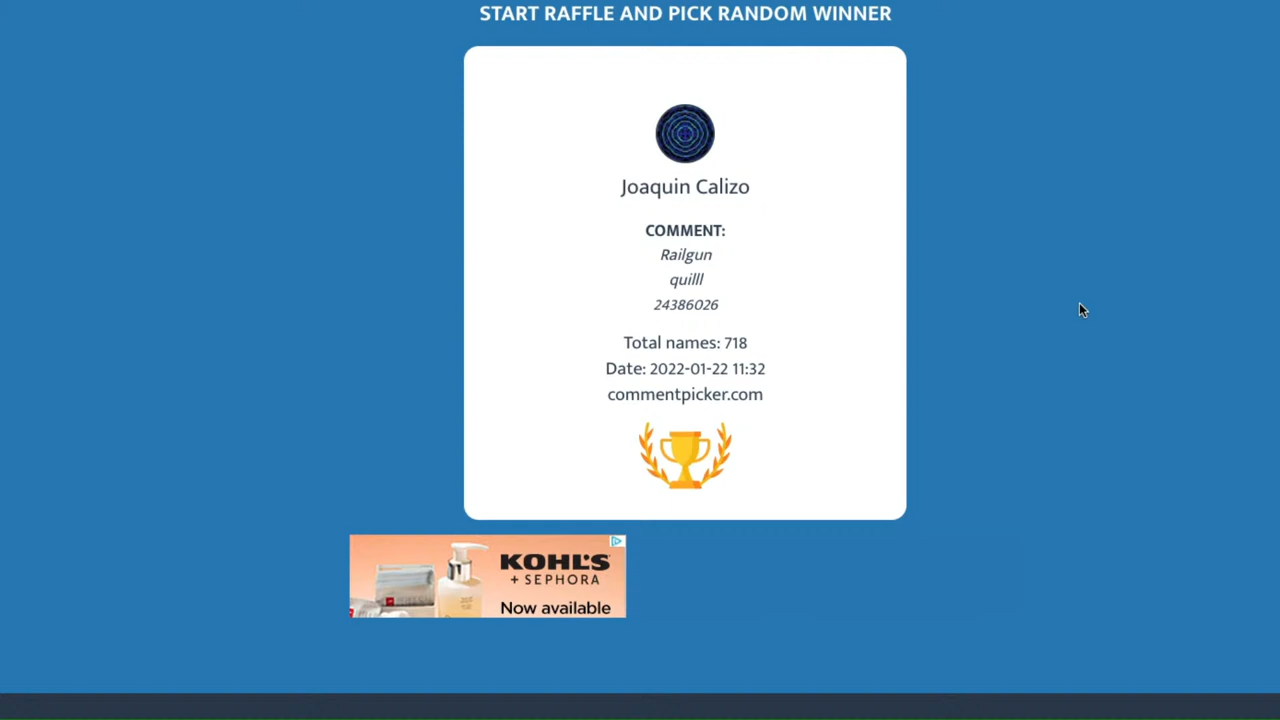 START RAFFLE AND PICK RANDOM WINNER
Joaquin Calizo
COMMENT:
Railgun
quilll
24386026
Total names: 718
Date: 2022-01-22 11:32
commentpicker.com
KOHL'S
+ SEPHORA
Now available